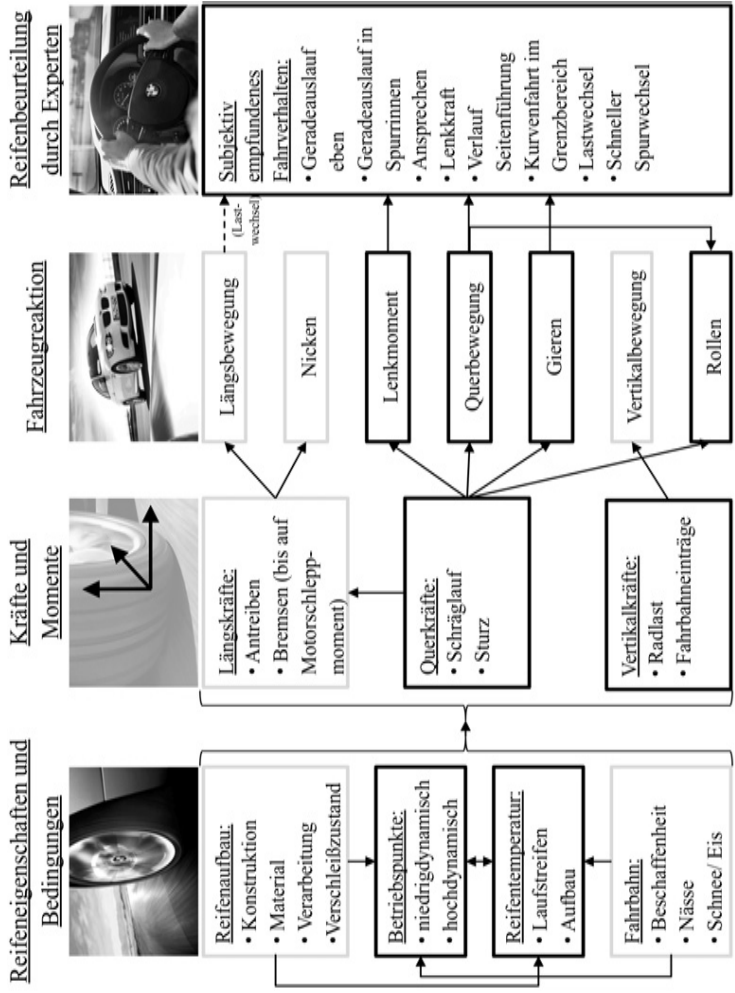 Reifeneigenschaften und
Bedingungen
Reifenaufbau:
• Konstruktion
• Material
• Verarbeitung
•Verschleißzustand
Betriebspunkte:
• niedrigdynamisch
• hochdynamisch
Reifentemperatur:
• Laufstreifen
• Aufbau
Fahrbahn:
• Beschaffenheit
• Nässe
• Schnee/ Eis
Kräfte und
Momente
Längskräfte:
• Antreiben
• Bremsen (bis auf
Motorschlepp-
moment)
Querkräfte:
• Schräglauf
• Sturz
Vertikalkräfte:
• Radlast
• Fahrbahneinträge
Fahrzeugreaktion
Längsbewegung
Nicken
Lenkmoment
Querbewegung
Gieren
Vertikalbewegung
Rollen
(Last-
wechsel)
Reifenbeurteilung
durch Experten
Subjektiv
empfundenes
Fahrverhalten:
• Geradeauslauf
eben
• Geradeauslauf in
Spurrinnen
• Ansprechen
• Lenkkraft
• Verlauf
Seitenführung
• Kurvenfahrt im
Grenzbereich
• Lastwechsel
• Schneller
Spurwechsel